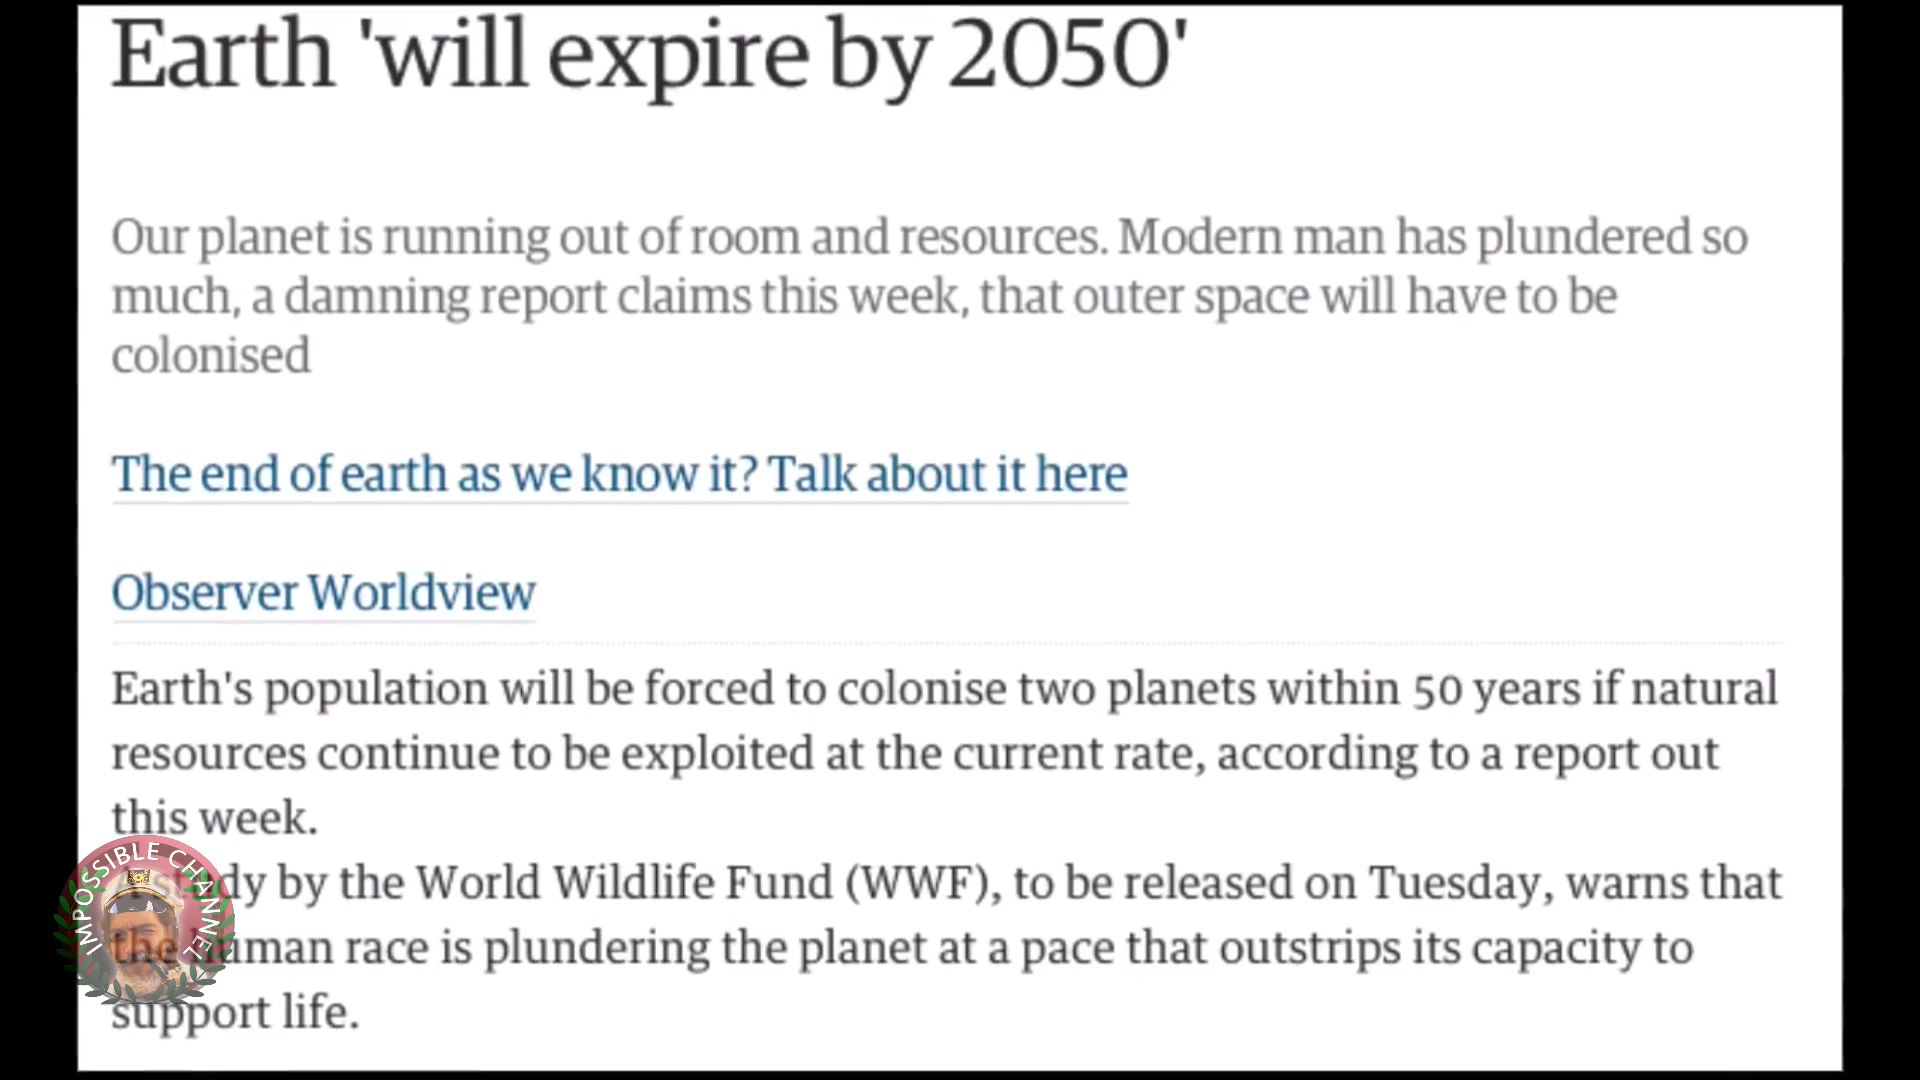 Earth 'will expire by 2050'
Our planet is running out of room and resources. Modern man has plundered so
much, a damning report claims this week, that outer space will have to be
colonised
The end of earth as we know it? Talk about it here
Observer Worldview
Earth's population will be forced to colonise two planets within 50 years if natural
resources continue to be exploited at the current rate, according to a report out
this week.
A study by the World Wildlife Fund (WWF), to be released on Tuesday, warns that
the human race is plundering the planet at a pace that outstrips its capacity to
support life.
IMPOSSIBLE CHANNEL